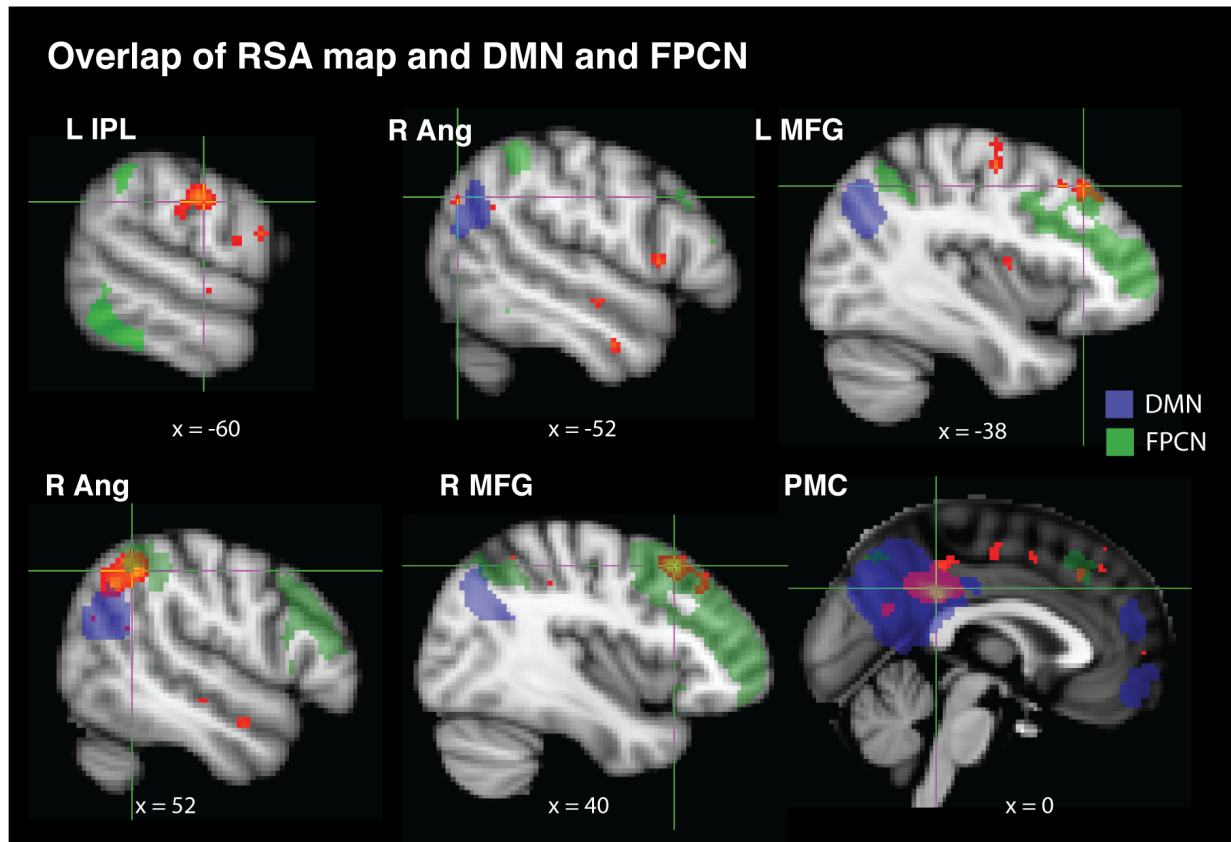 Overlap of RSA map and DMN and FPCN
L IPL
R Ang
L MFG
x = -60
x = -52
x = -38
DMN
FPCN
R Ang
R MFG
PMC
x = 52
x = 40
x = 0